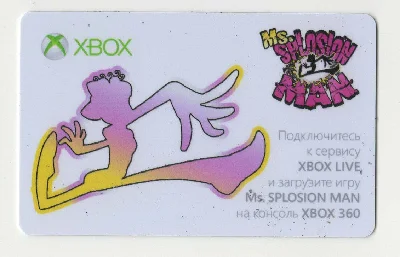 XBOX
Ms.
SPLOSION
MAN
Подключитесь
к сервису
XBOX LIVE
и загрузите игру
Ms. SPLOSION MAN
на консоль XBOX 360